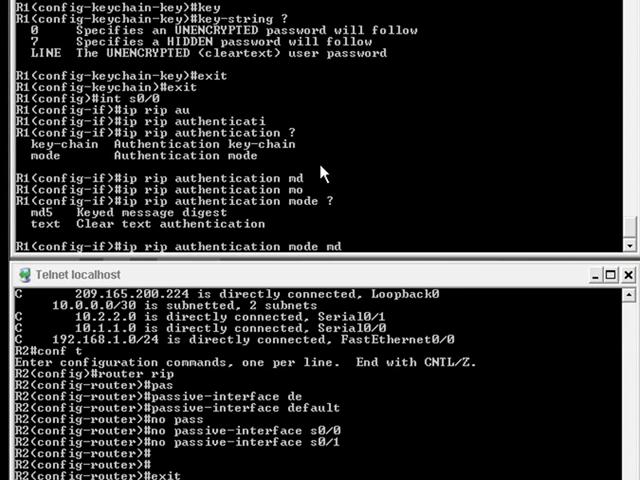 R1(config-keychain-key)#key
R1(config-keychain-key)#key-string ?
0 Specifies an UNENCRYPTED password will follow
7 Specifies a HIDDEN password will follow
LINE The UNENCRYPTED (cleartext) user password
R1(config-keychain-key)#exit
R1(config-keychain)#exit
R1(config)#int s0/0
R1(config-if)#ip rip au
R1(config-if)#ip rip authenticati
R1(config-if)#ip rip authentication ?
key-chain Authentication key-chain
mode Authentication mode
R1(config-if)#ip rip authentication md
R1(config-if)#ip rip authentication mo
R1(config-if)#ip rip authentication mode ?
md5 Keyed message digest
text Clear text authentication
R1(config-if)#ip rip authentication mode md
Telnet localhost
C 209.165.200.224 is directly connected, Loopback0
10.0.0.0/30 is subnetted, 2 subnets
C 10.2.2.0 is directly connected, Serial0/1
C 10.1.1.0 is directly connected, Serial0/0
C 192.168.1.0/24 is directly connected, FastEthernet0/0
R2#conf t
Enter configuration commands, one per line. End with CNTL/Z.
R2(config)#router rip
R2(config-router)#pas
R2(config-router)#passive-interface de
R2(config-router)#passive-interface default
R2(config-router)#no pass
R2(config-router)#no passive-interface s0/0
R2(config-router)#no passive-interface s0/1
R2(config-router)#
R2(config-router)#
R2(config-router)#exit